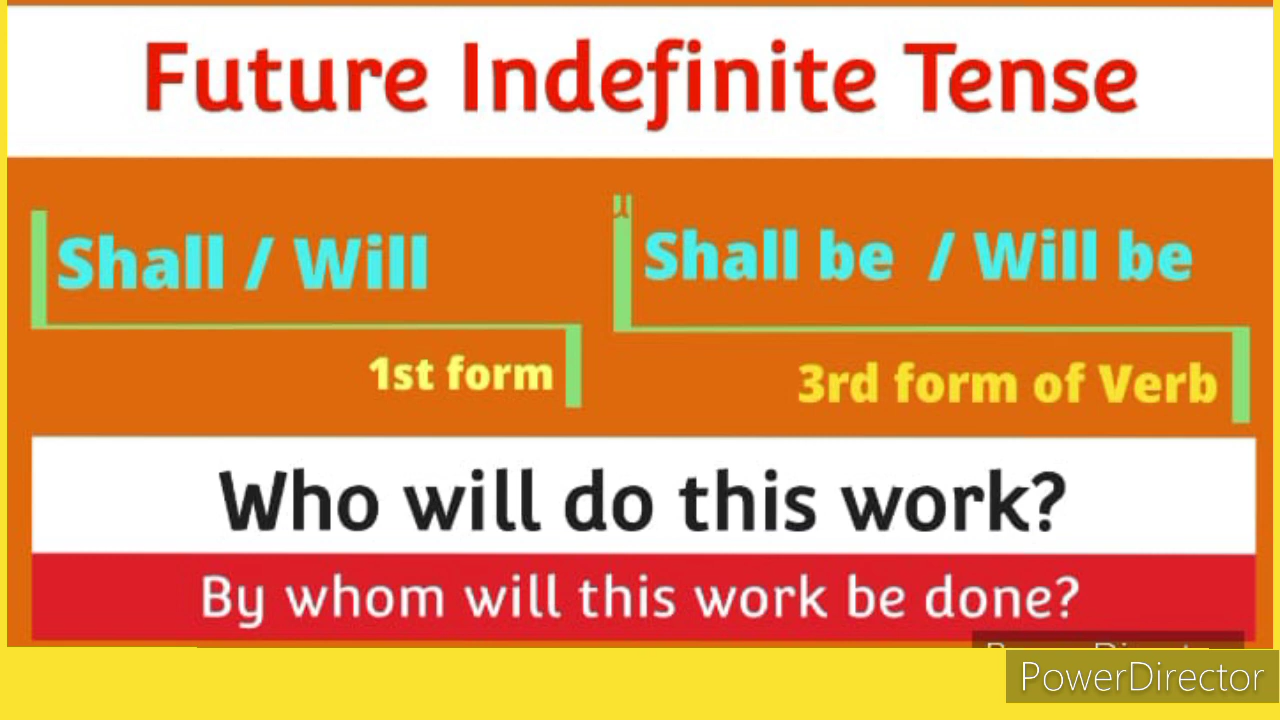 Future Indefinite Tense
Shall / Will
Shall be / Will be
1st form
3rd form of Verb
Who will do this work?
By whom will this work be done?
PowerDirector